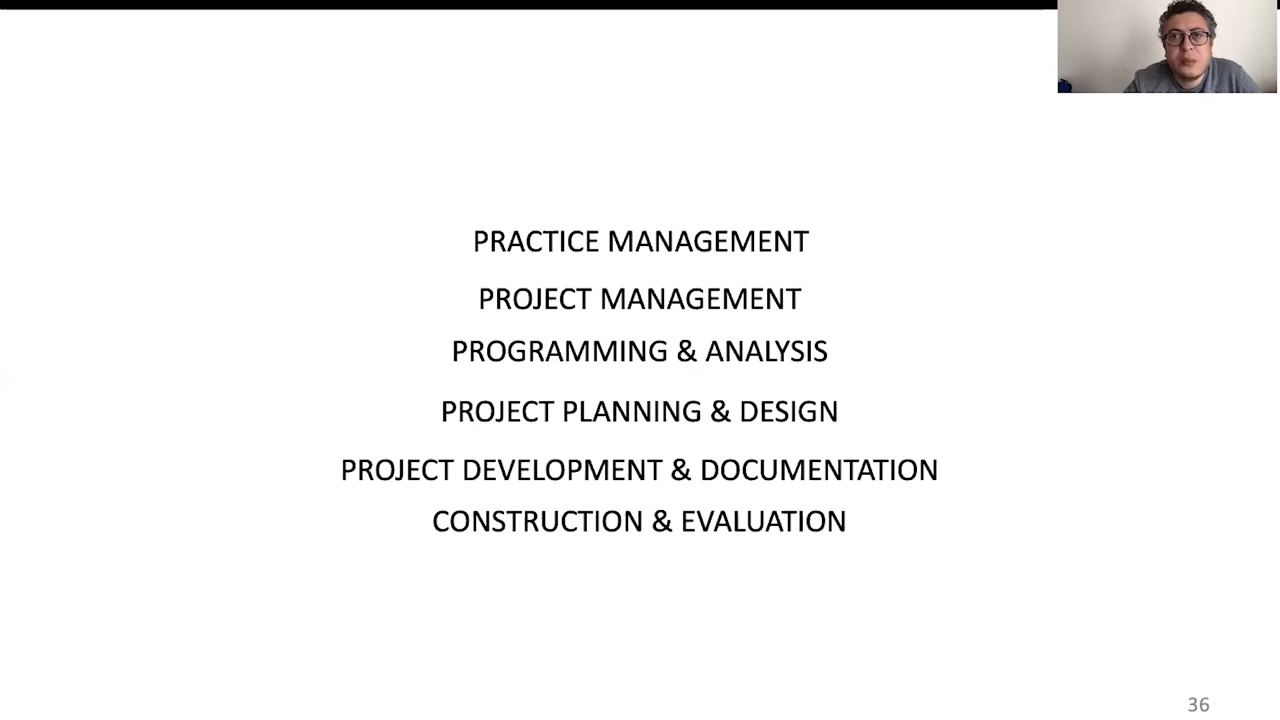 PRACTICE MANAGEMENT
PROJECT MANAGEMENT
PROGRAMMING & ANALYSIS
PROJECT PLANNING & DESIGN
PROJECT DEVELOPMENT & DOCUMENTATION
CONSTRUCTION & EVALUATION
36